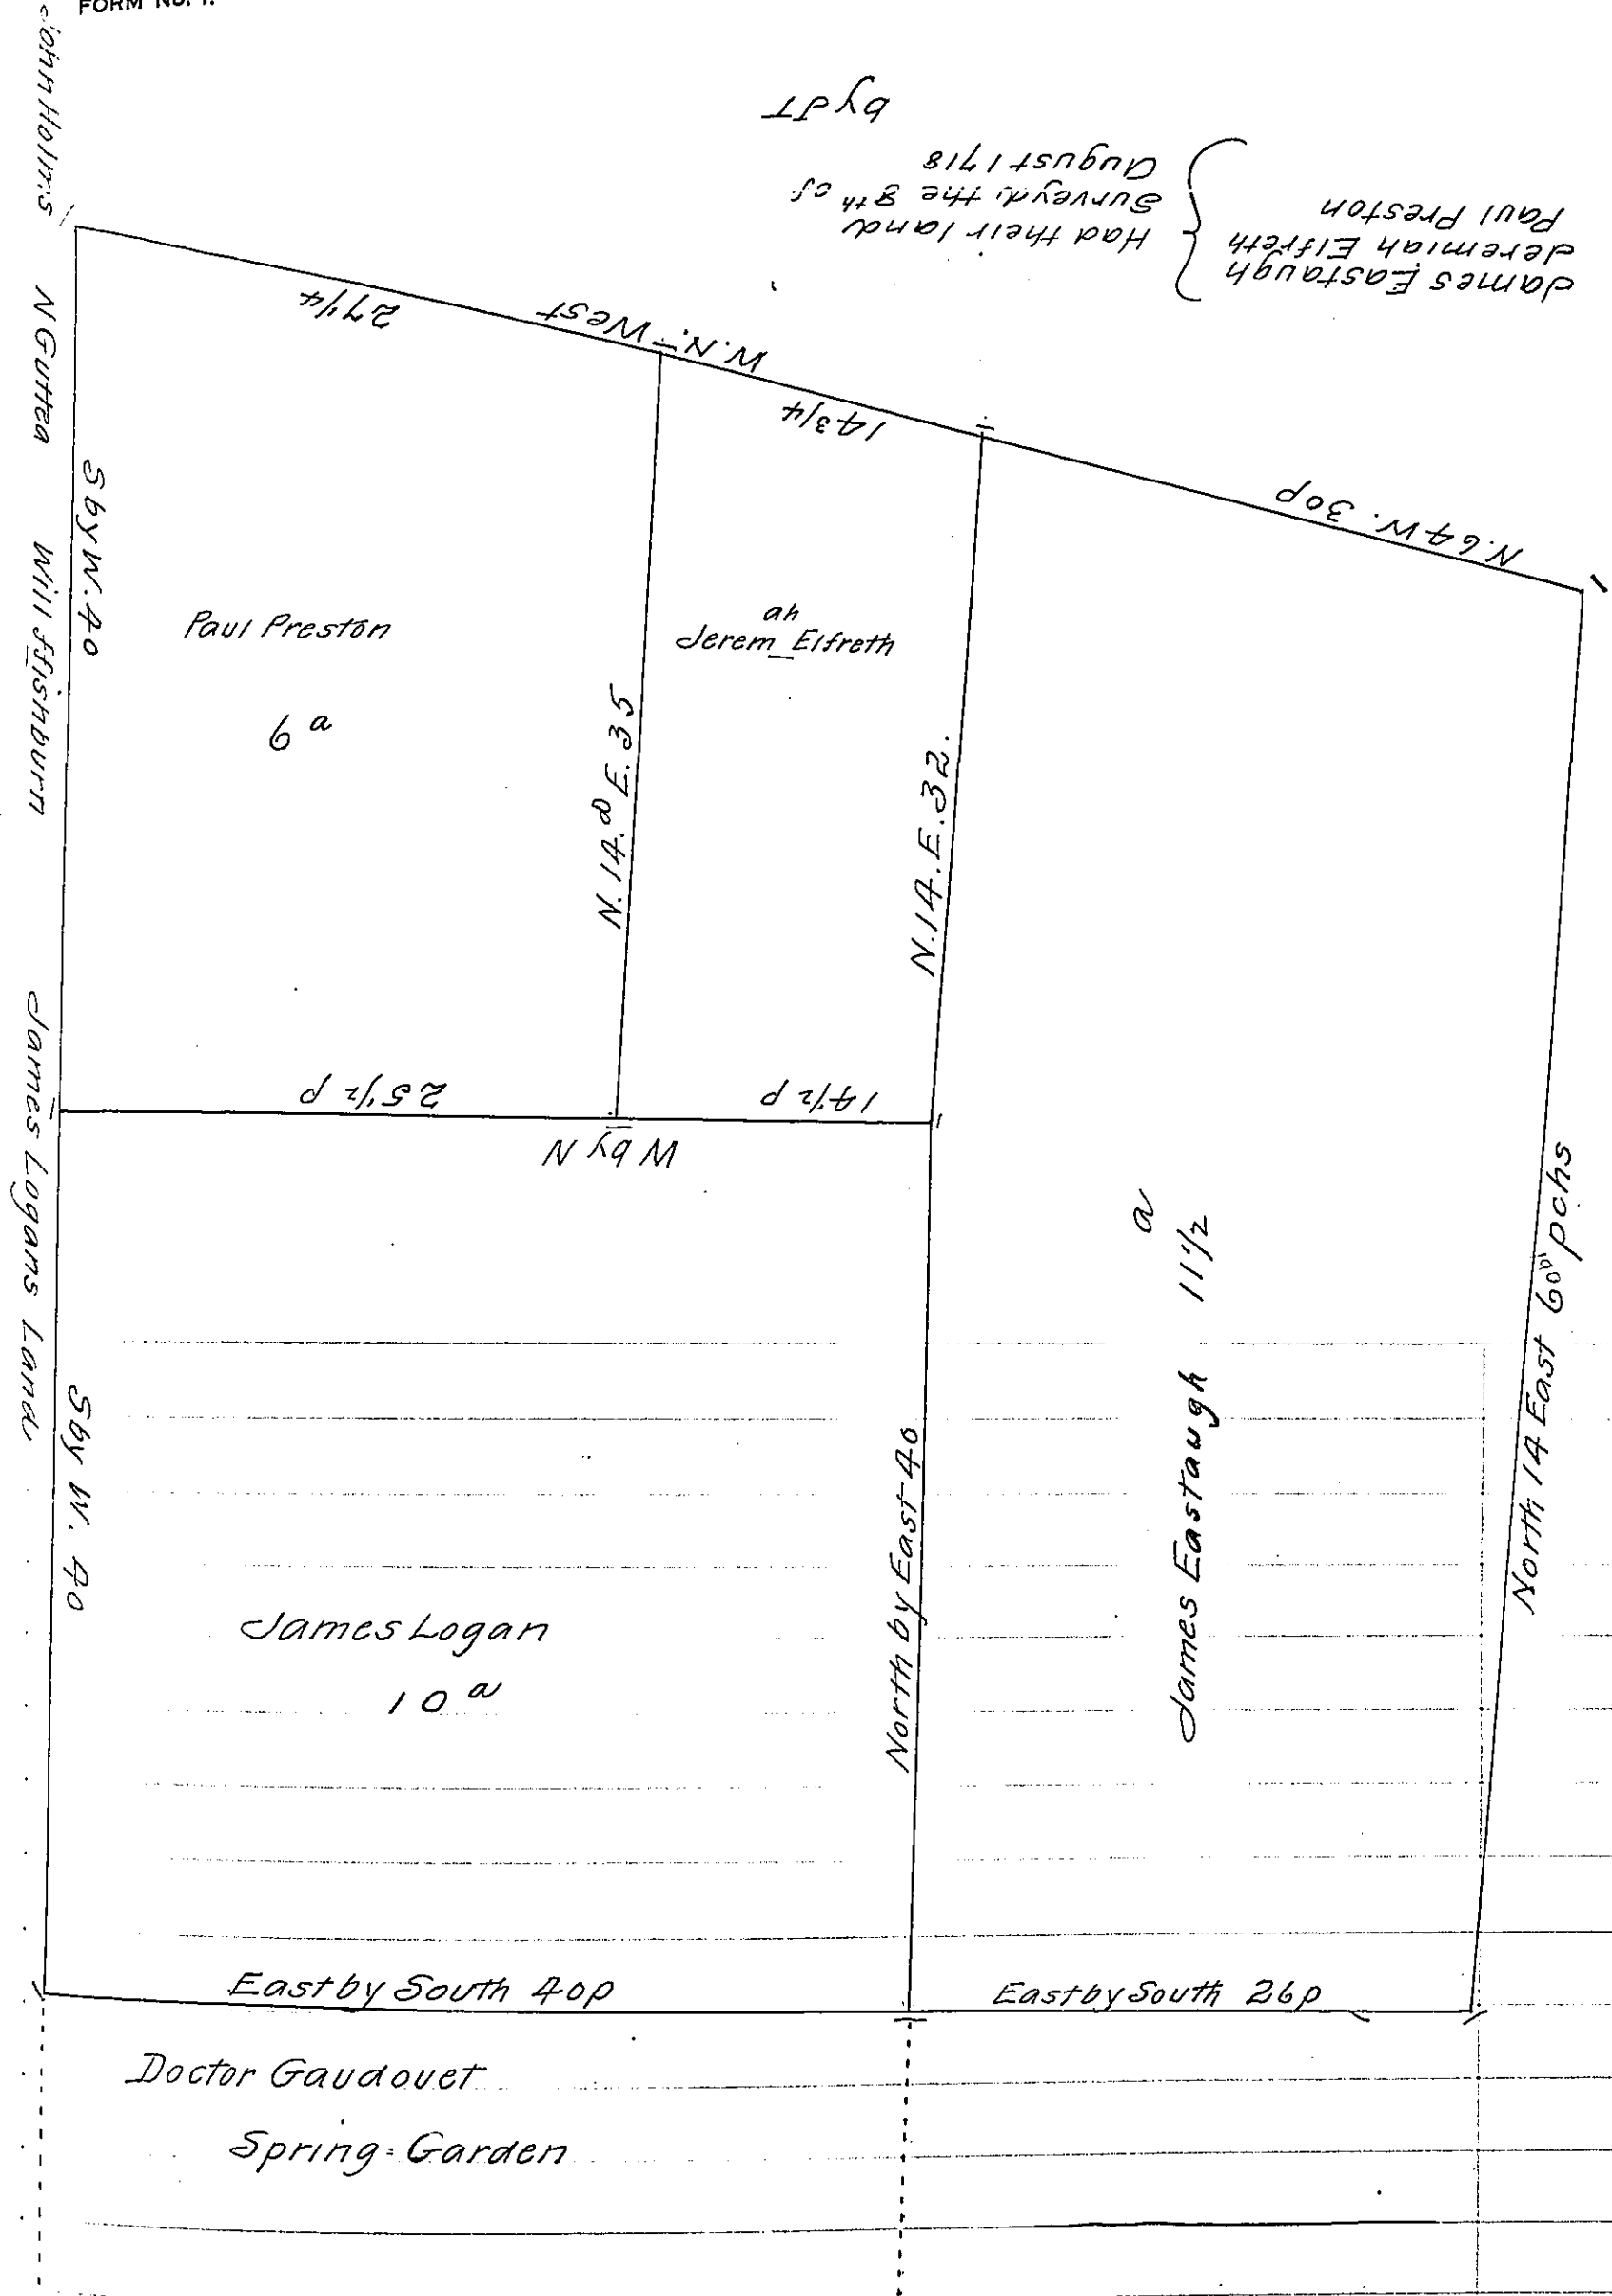 FORM No. 1.
John Holms
N Guttea
Will ffishburn
James Logans Land
by JT
James Eastaugh
Jeremiah Elfreth
Paul Preston
Had their land
Surveyd, the 8th of
August 1718
27 1/4
W.N.-West
14 3/4
N.64W. 30p
S by W. 40
Paul Preston
6 a
ah
Jerem_Elfreth
N. 14.D E. 35
N. 14. E. 32.
25 1/2 p
14 1/2 p
W by N
a
James Eastaugh 11 1/2
North 14 East 60 pchs
S by W. 40
James Logan
10 a
North by East 40
East by South 40p
East by South 26p
Doctor Gaudouet
Spring=Garden